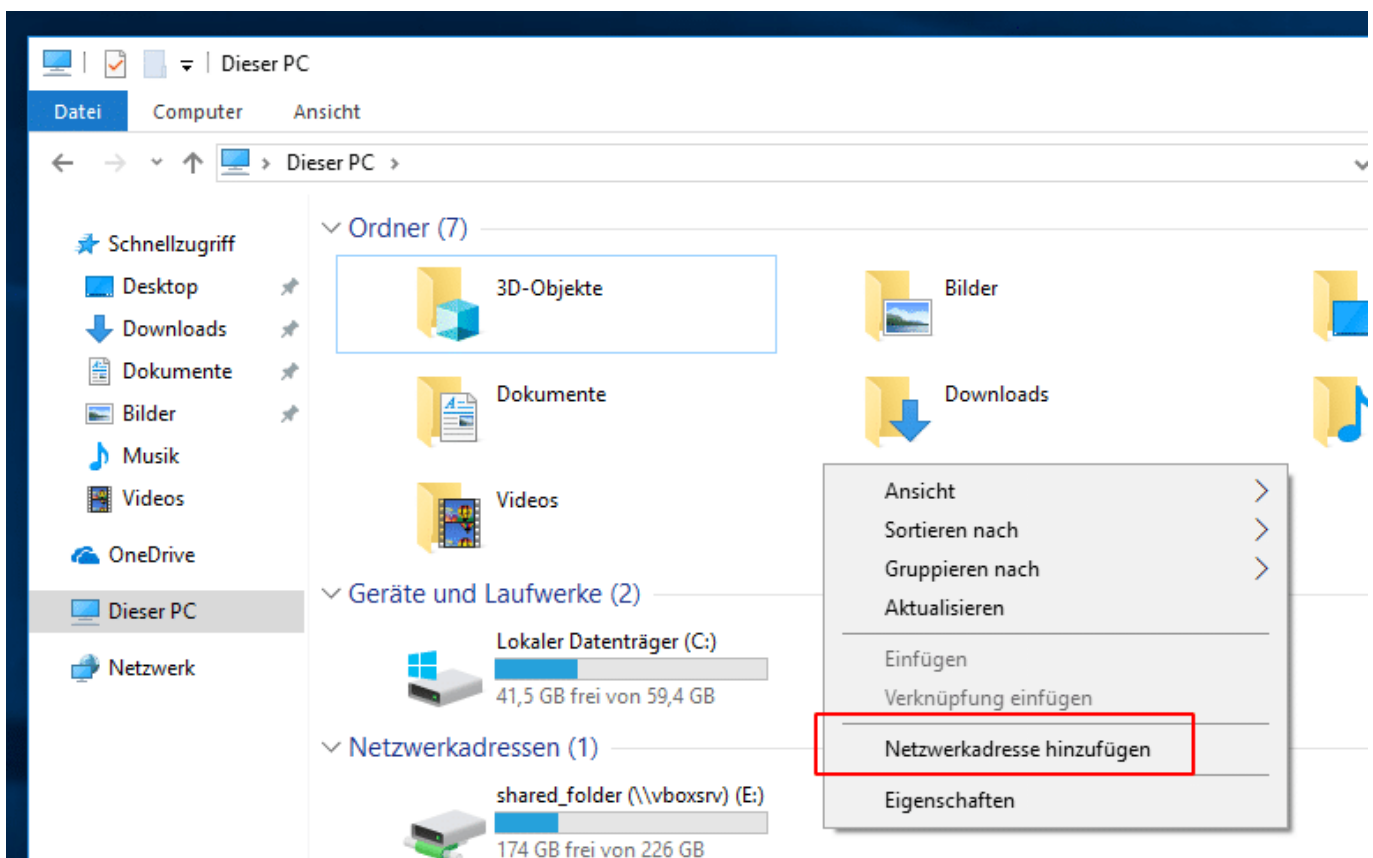 Dieser PC
Datei Computer Ansicht
Dieser PC
Schnellzugriff
Desktop
Downloads
Dokumente
Bilder
Musik
Videos
OneDrive
Dieser PC
Netzwerk
Ordner (7)
3D-Objekte
Bilder
Dokumente
Downloads
Videos
Geräte und Laufwerke (2)
Lokaler Datenträger (C:)
41,5 GB frei von 59,4 GB
Netzwerkadressen (1)
shared_folder (\\vboxsrv) (E:)
174 GB frei von 226 GB
Ansicht
Sortieren nach
Gruppieren nach
Aktualisieren
Einfügen
Verknüpfung einfügen
Netzwerkadresse hinzufügen
Eigenschaften